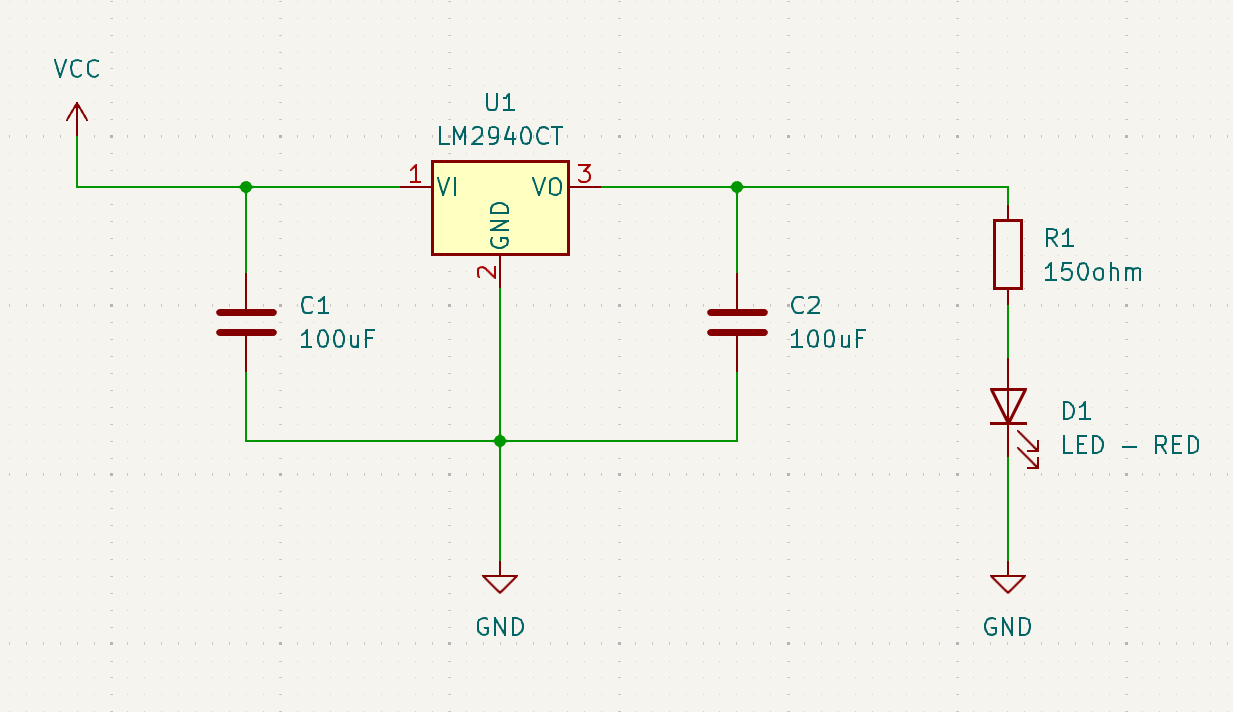 VCC
U1
LM2940CT
1
VI
VO
3
GND
2
C1
100uF
C2
100uF
R1
150ohm
D1
LED – RED
GND
GND